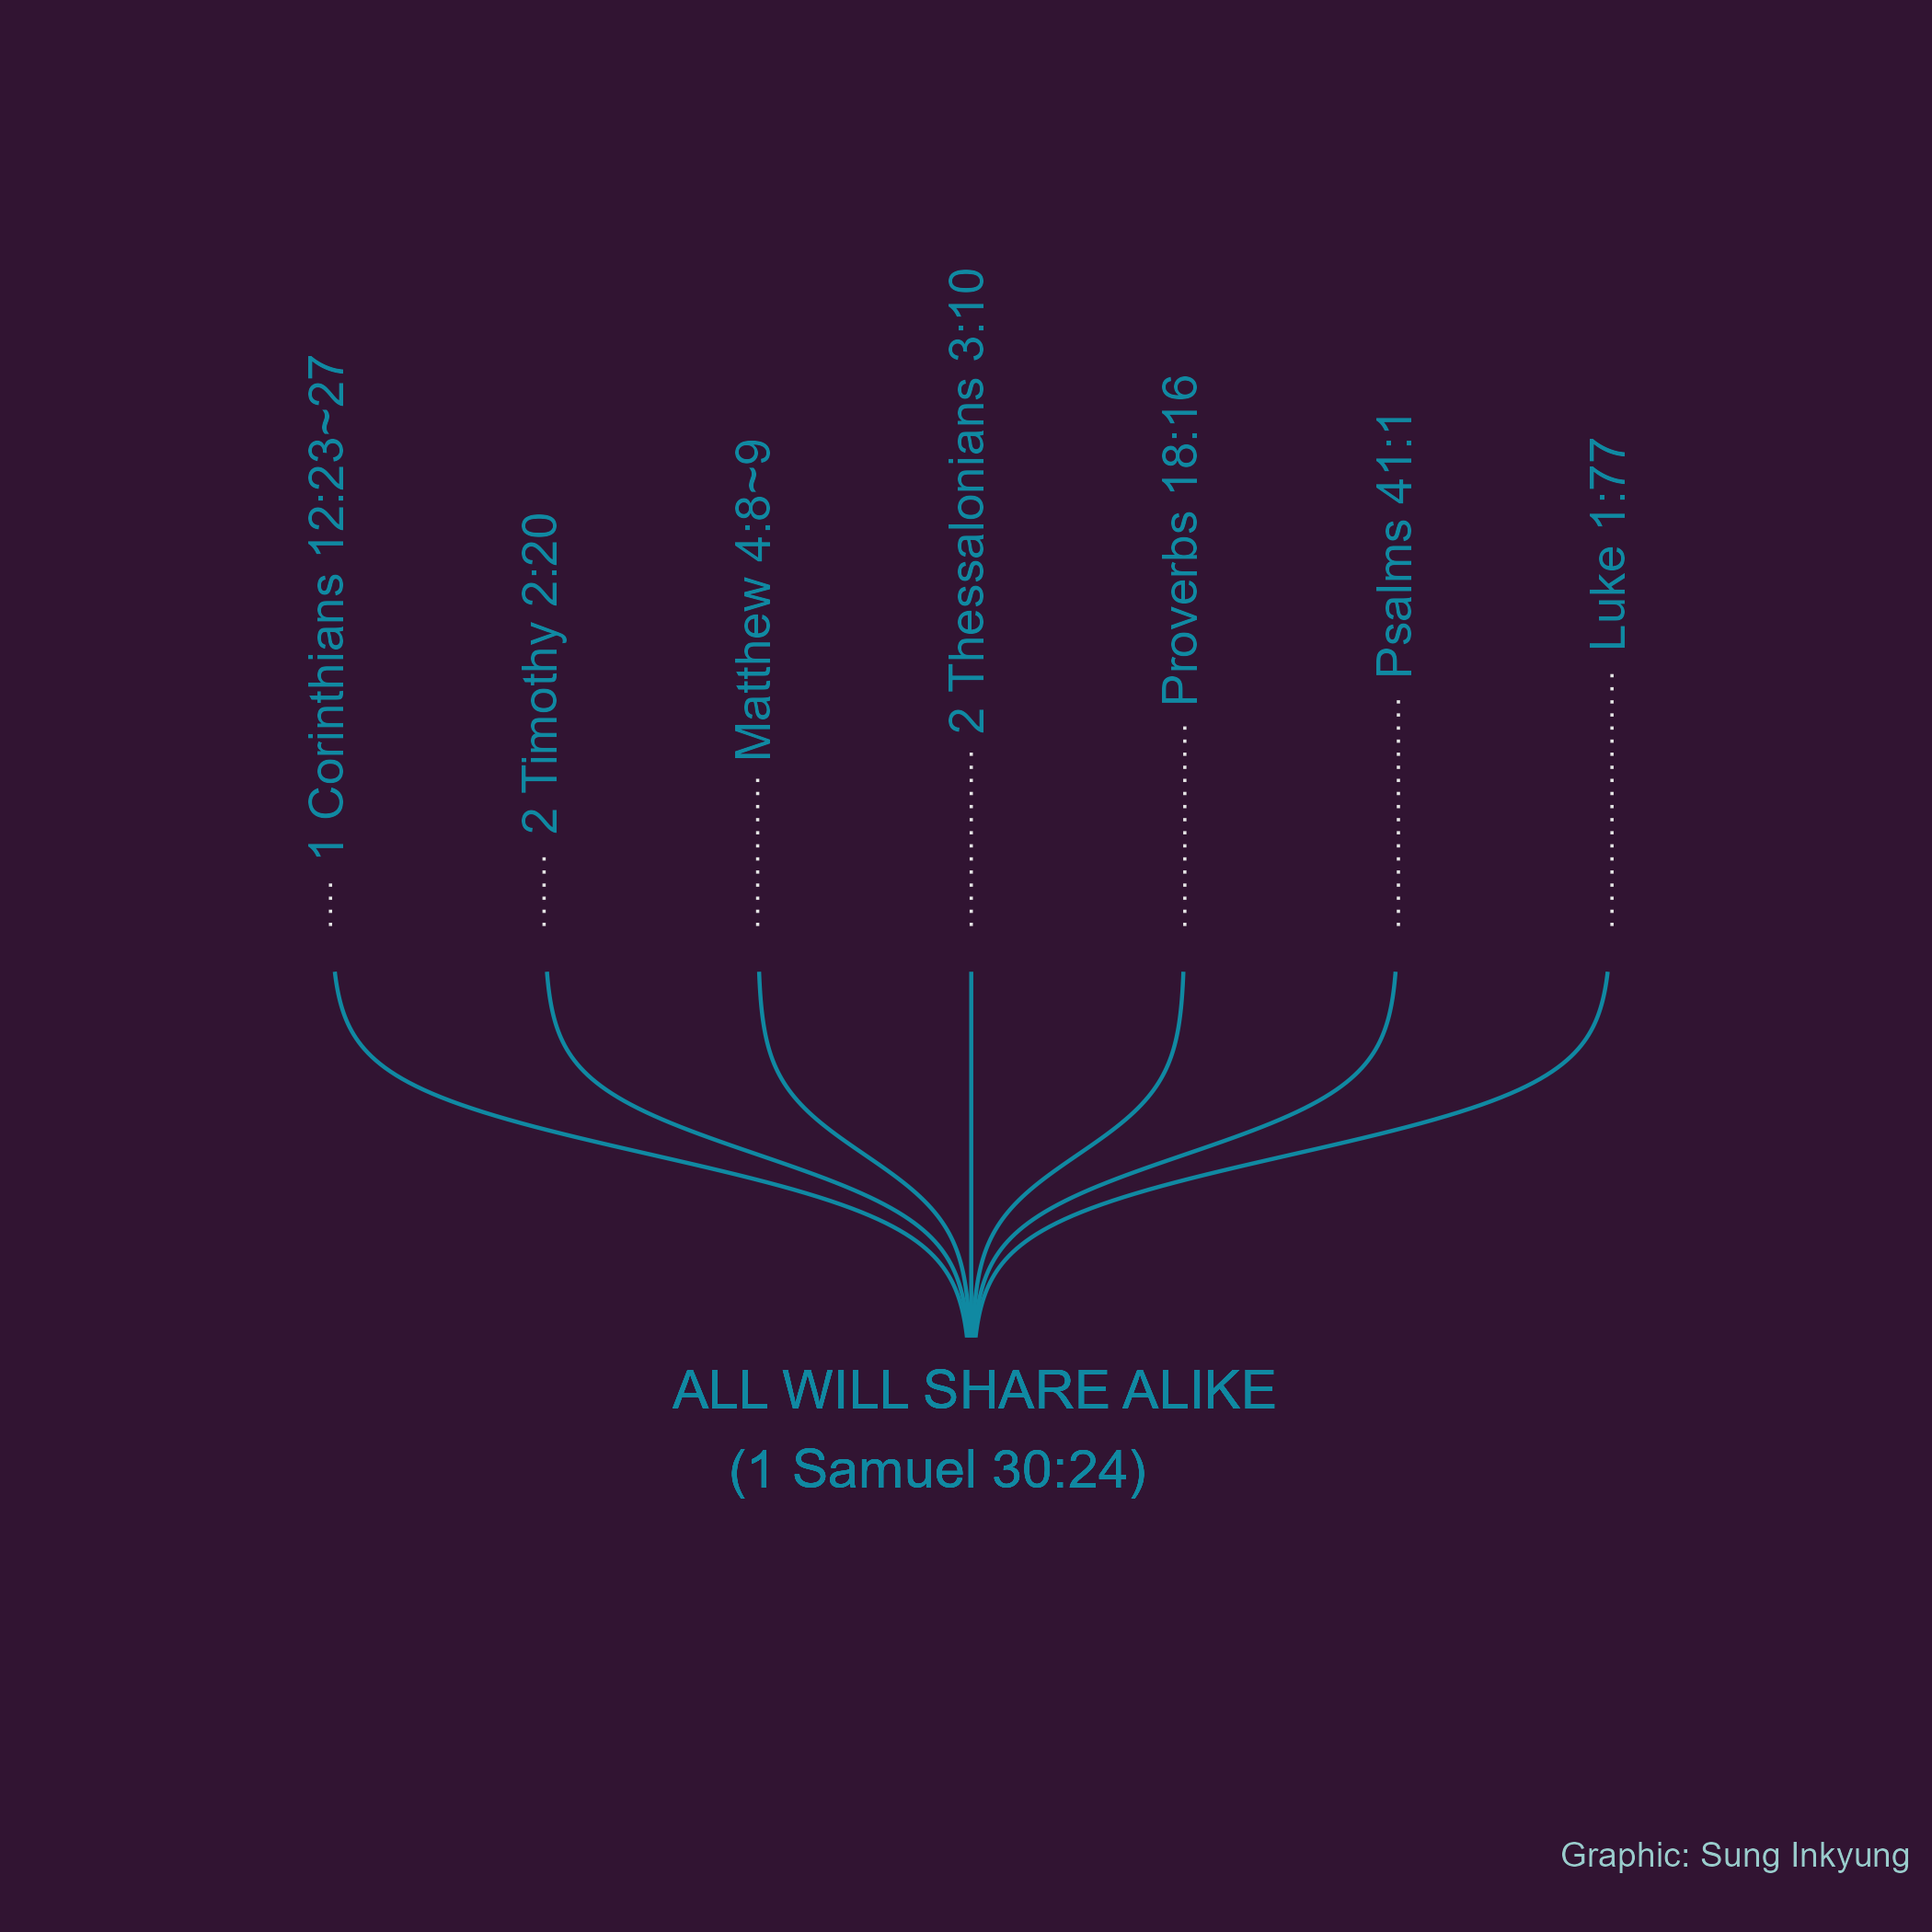 1 Corinthians 12:23~27
2 Timothy 2:20
Matthew 4:8~9
2 Thessalonians 3:10
Proverbs 18:16
Psalms 41:1
Luke 1:77
ALL WILL SHARE ALIKE
(1 Samuel 30:24)
Graphic: Sung Inkyung